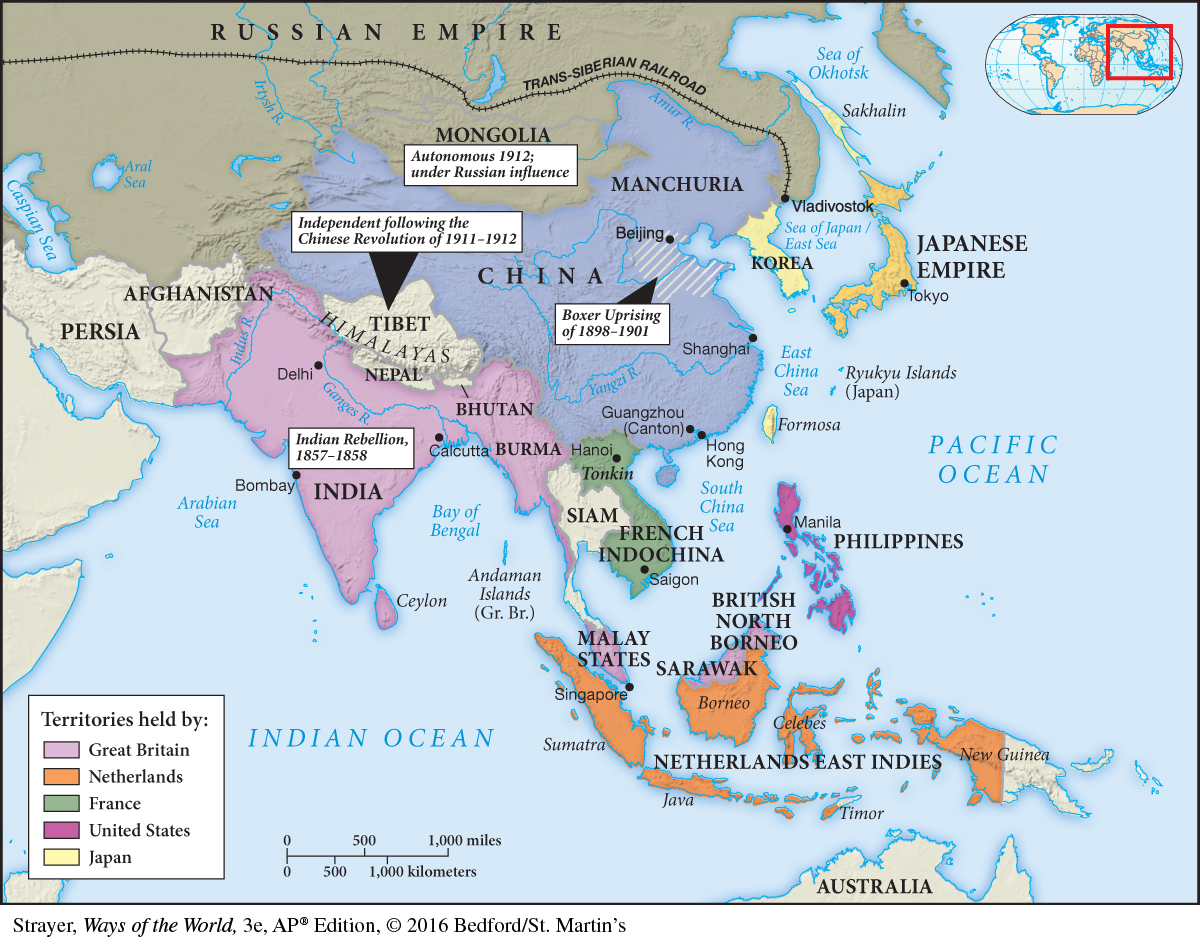 RUSSIAN EMPIRE
TRANS-SIBERIAN RAILROAD
Sea of
Okhotsk
Irtysh R.
Amur R.
Sakhalin
MONGOLIA
Autonomous 1912;
under Russian influence
Aral
Sea
Caspian Sea
MANCHURIA
Vladivostok
Independent following the
Chinese Revolution of 1911–1912
Beijing
Sea of Japan /
East Sea
KOREA
JAPANESE
EMPIRE
Tokyo
CHINA
AFGHANISTAN
PERSIA
TIBET
HIMALAYAS
NEPAL
Boxer Uprising
of 1898–1901
Indus R.
Delhi
Ganges R.
BHUTAN
Yangzi R.
Shanghai
East
China
Sea
Ryukyu Islands
(Japan)
Guangzhou
(Canton)
Hong
Kong
Formosa
Indian Rebellion,
1857–1858
Calcutta
BURMA
Hanoi
Tonkin
PACIFIC
OCEAN
Bombay
INDIA
Arabian
Sea
Bay of
Bengal
SIAM
South
China
Sea
FRENCH
INDOCHINA
Saigon
Manila
PHILIPPINES
Andaman
Islands
(Gr. Br.)
Ceylon
BRITISH
NORTH
BORNEO
MALAY
STATES
SARAWAK
Singapore
Borneo
Celebes
Sumatra
NETHERLANDS EAST INDIES
New Guinea
Java
Timor
INDIAN OCEAN
AUSTRALIA
Territories held by:
Great Britain
Netherlands
France
United States
Japan
0 500 1,000 miles
0 500 1,000 kilometers
Strayer, Ways of the World, 3e, AP® Edition, © 2016 Bedford/St. Martin's